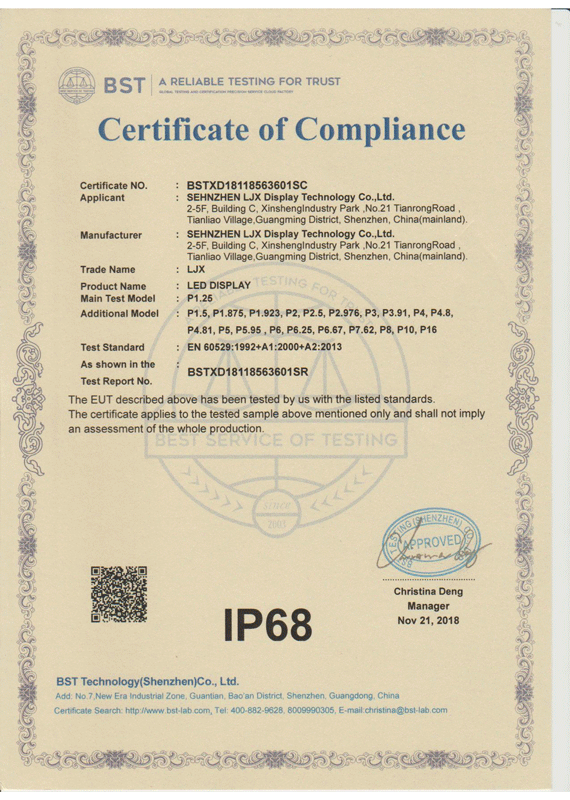 BST
A RELIABLE TESTING FOR TRUST
GLOBAL TESTING AND CERTIFICATION PRECISION SERVICE CLOUD FACTORY
Certificate of Compliance
Certificate NO. : BSTXD18118563601SC
Applicant : SEHNZHEN LJX Display Technology Co.,Ltd.
2-5F, Building C, XinshengIndustry Park ,No.21 TianrongRoad ,
Tianliao Village,Guangming District, Shenzhen, China(mainland).
Manufacturer : SEHNZHEN LJX Display Technology Co.,Ltd.
2-5F, Building C, XinshengIndustry Park ,No.21 TianrongRoad ,
Tianliao Village,Guangming District, Shenzhen, China(mainland).
Trade Name : LJX
Product Name : LED DISPLAY
Main Test Model : P1.25
Additional Model : P1.5, P1.875, P1.923, P2, P2.5, P2.976, P3, P3.91, P4, P4.8,
P4.81, P5, P5.95 , P6, P6.25, P6.67, P7.62, P8, P10, P16
Test Standard : EN 60529:1992+A1:2000+A2:2013
As shown in the :
Test Report No. BSTXD18118563601SR
The EUT described above has been tested by us with the listed standards.
The certificate applies to the tested sample above mentioned only and shall not imply
an assessment of the whole production.
BEST SERVICE OF TESTING
SINCE
2003
APPROVED
Christina Deng
Manager
Nov 21, 2018
IP68
BST Technology(Shenzhen)Co., Ltd.
Add: No.7,New Era Industrial Zone, Guantian, Bao'an District, Shenzhen, Guangdong, China
Certificate Search: http://www.bst-lab.com, Tel: 400-882-9628, 8009990305, E-mail:christina@bst-lab.com